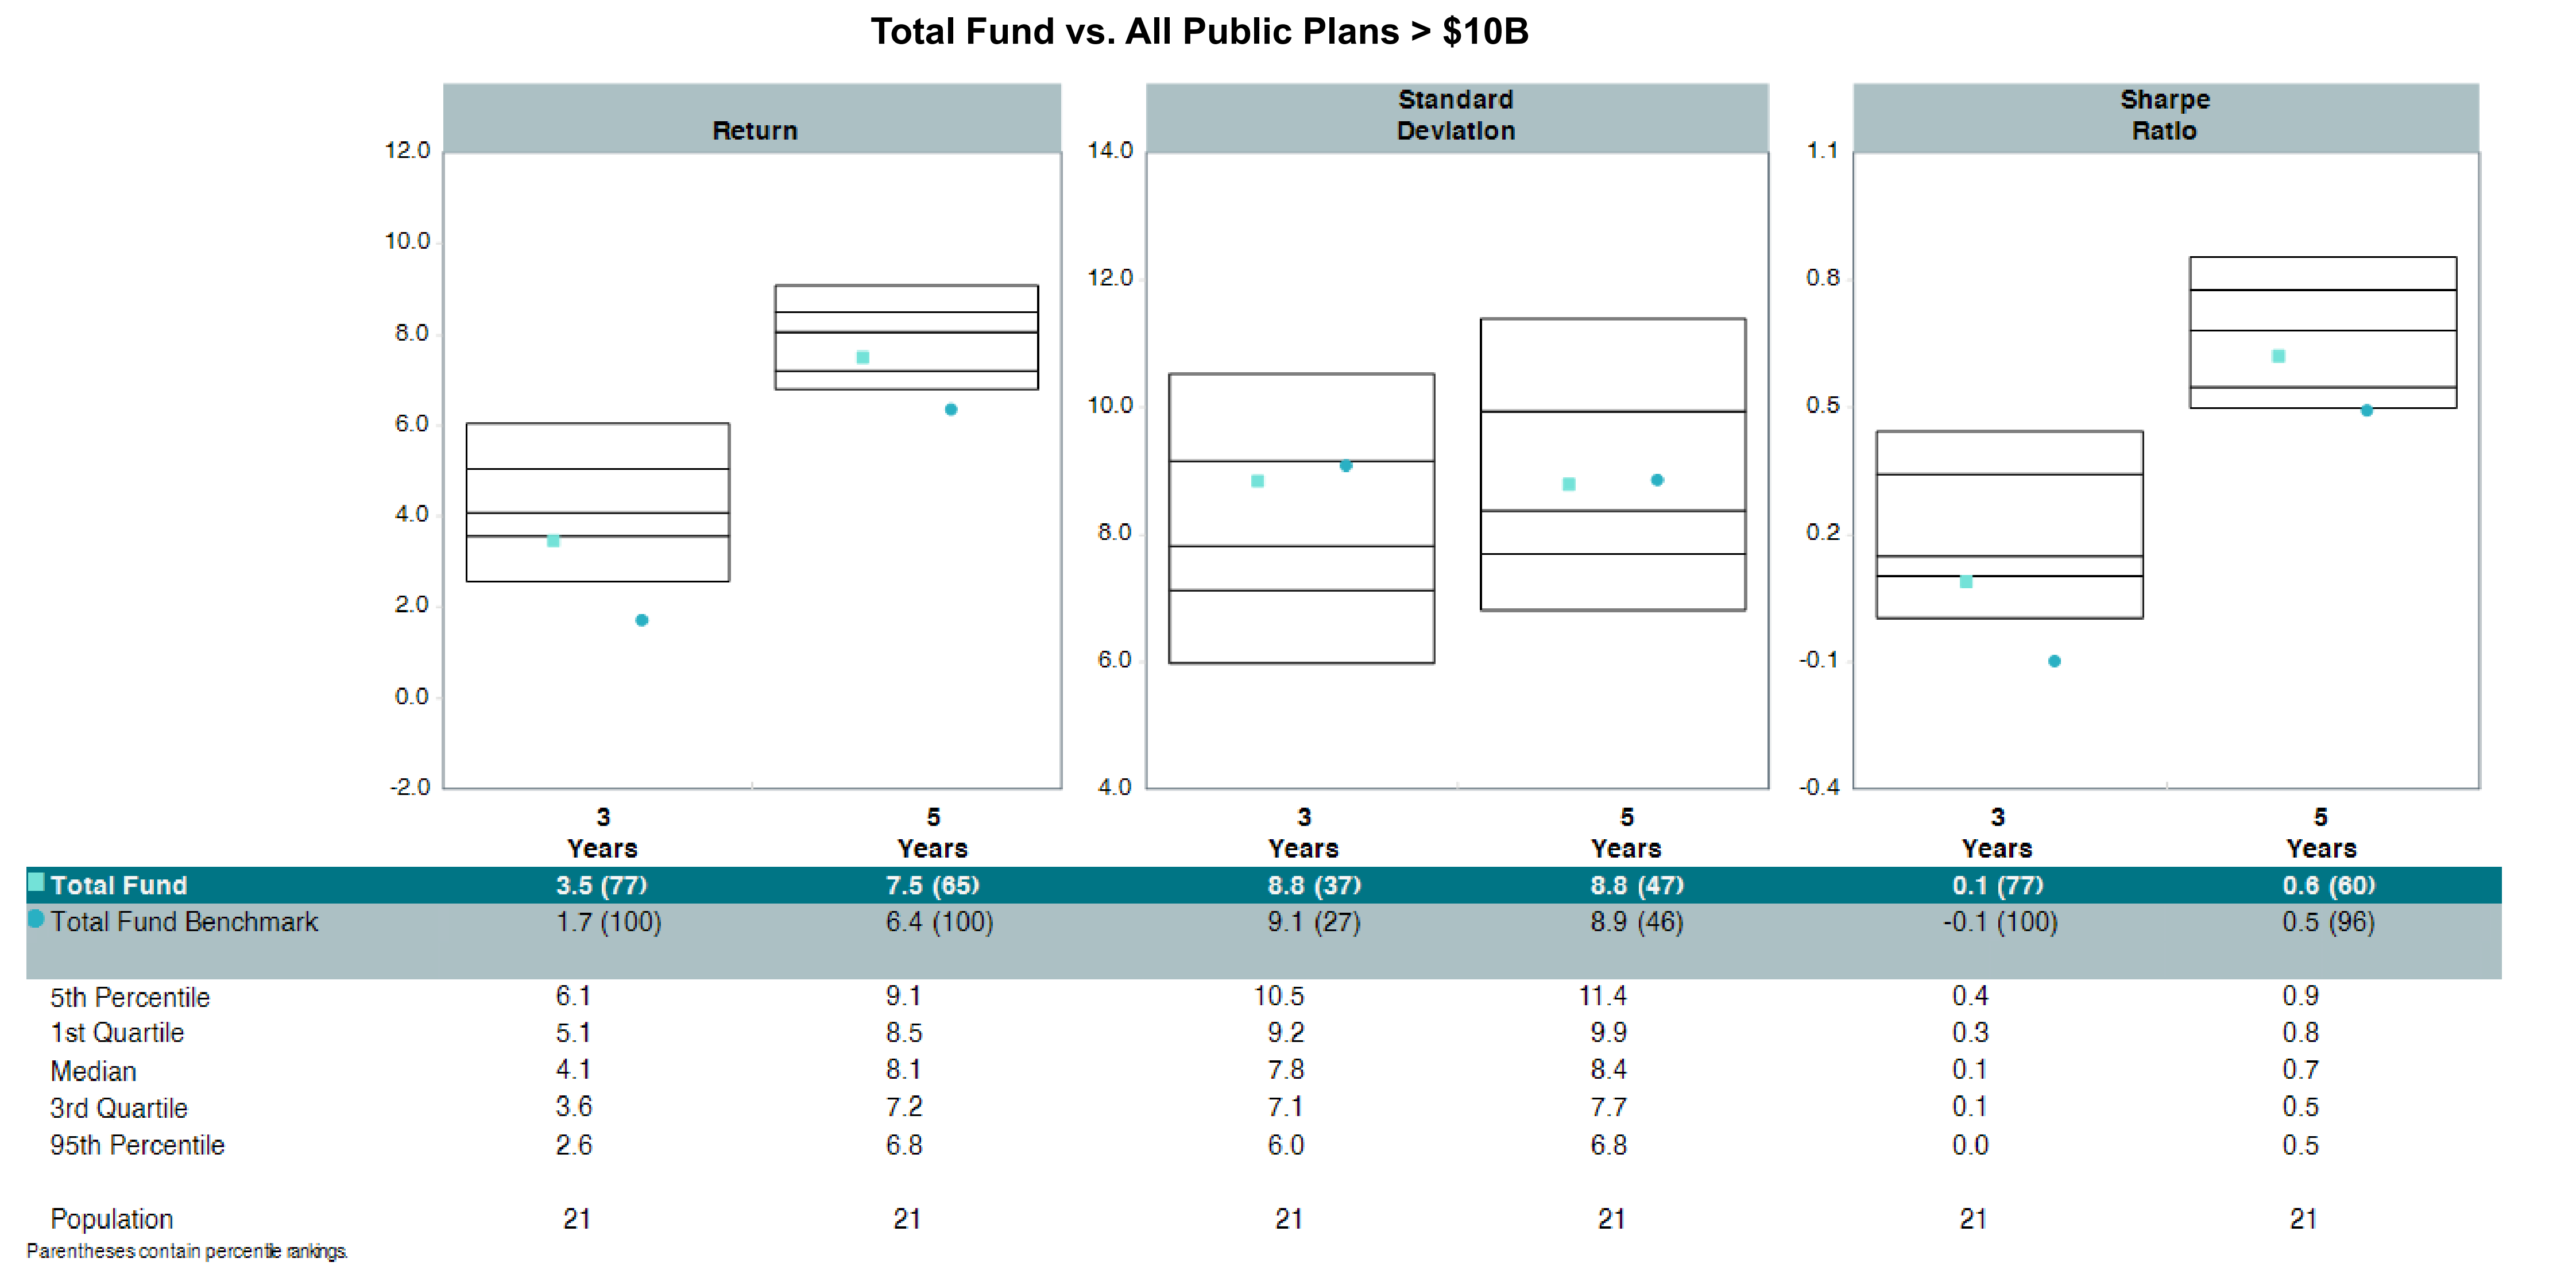 Total Fund vs. All Public Plans > $10B
Return
Standard
Deviation
Sharpe
Ratio
12.0
10.0
8.0
6.0
4.0
2.0
0.0
-2.0
14.0
12.0
10.0
8.0
6.0
4.0
1.1
0.8
0.5
0.2
-0.1
-0.4
3 5 3 5 3 5
Years Years Years Years Years Years
Total Fund 3.5 (77) 7.5 (65) 8.8 (37) 8.8 (47) 0.1 (77) 0.6 (60)
Total Fund Benchmark 1.7 (100) 6.4 (100) 9.1 (27) 8.9 (46) -0.1 (100) 0.5 (96)
5th Percentile 6.1 9.1 10.5 11.4 0.4 0.9
1st Quartile 5.1 8.5 9.2 9.9 0.3 0.8
Median 4.1 8.1 7.8 8.4 0.1 0.7
3rd Quartile 3.6 7.2 7.1 7.7 0.1 0.5
95th Percentile 2.6 6.8 6.0 6.8 0.0 0.5
Population 21 21 21 21 21 21
Parentheses contain percentile rankings.